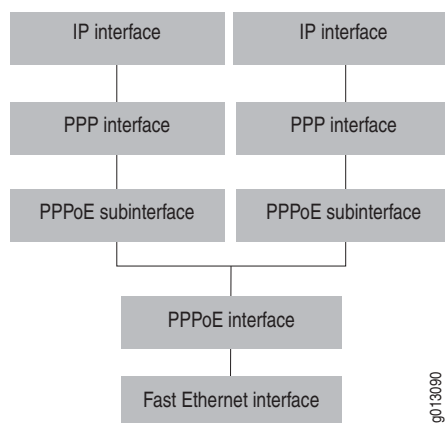 IP interface
IP interface
PPP interface
PPP interface
PPPoE subinterface
PPPoE subinterface
PPPoE interface
Fast Ethernet interface
g013090